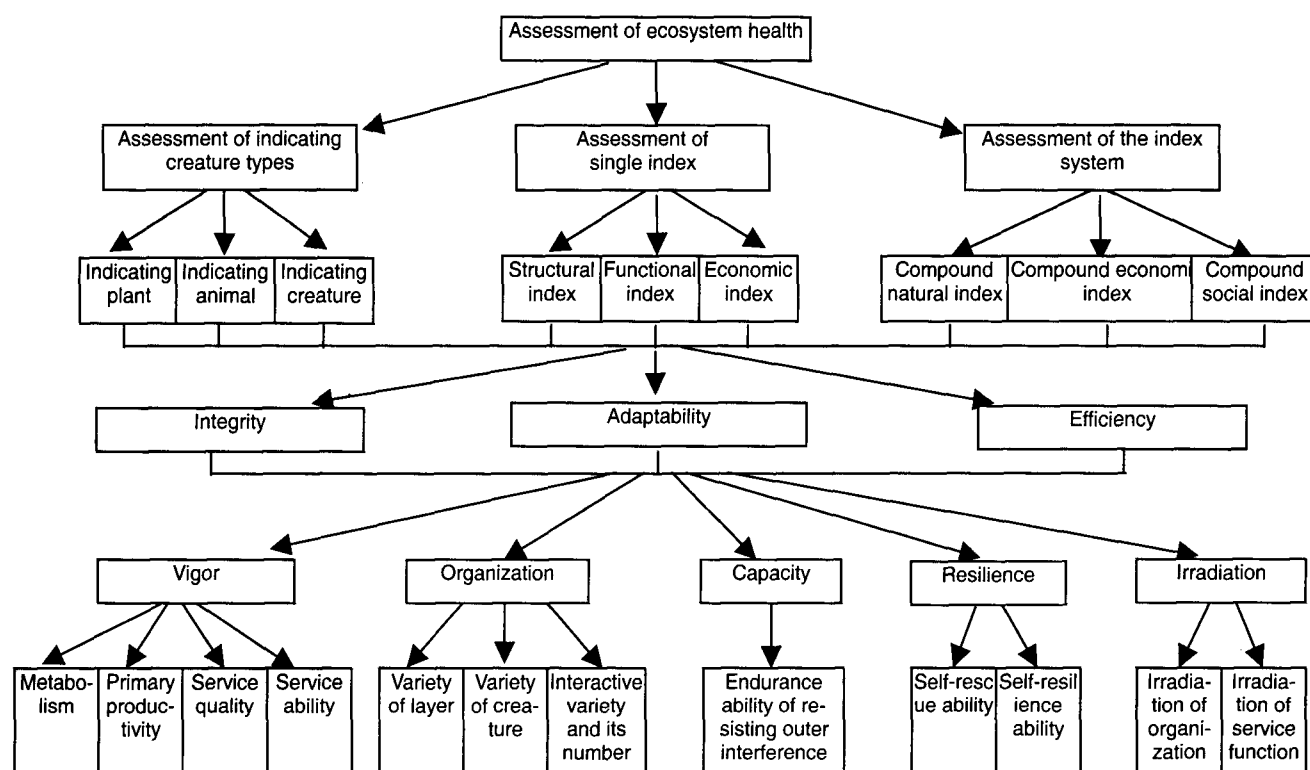 Assessment of ecosystem health
Assessment of indicating
creature types
Assessment of
single index
Assessment of the index
system
Indicating
plant
Indicating
animal
Indicating
creature
Structural
index
Functional
index
Economic
index
Compound
natural index
Compound economi
index
Compound
social index
Integrity
Adaptability
Efficiency
Vigor
Organization
Capacity
Resilience
Irradiation
Metabo-
lism
Primary
produc-
tivity
Service
quality
Service
ability
Variety
of layer
Variety
of crea-
ture
Interactive
variety
and its
number
Endurance
ability of re-
sisting outer
interference
Self-resc
ue ability
Self-resil
ience
ability
Irradia-
tion of
organi-
zation
Irradia-
tion of
service
function